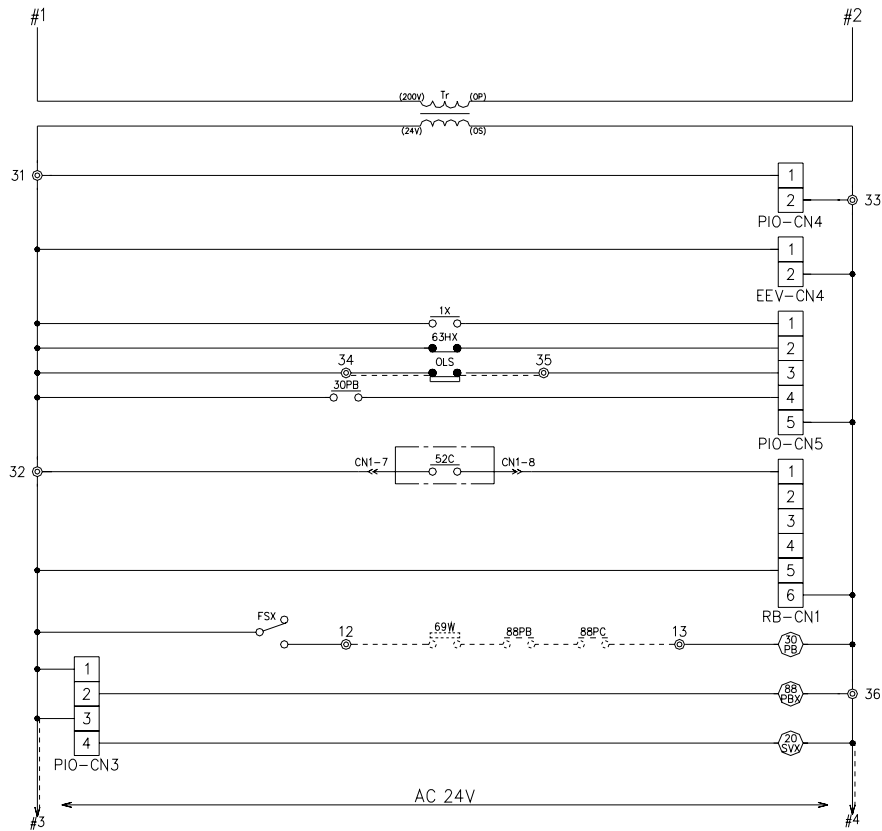 #1 #2
(200V) Tr (0P)
(24V) (0S)
31 1
2 33
PIO-CN4
1
2
EEV-CN4
1X 1
63HX 2
34 OLS 35 3
30PB 4
5
PIO-CN5
32 CN1-7 52C CN1-8 1
2
3
4
5
6
RB-CN1
FSX 12 69W 88PB 88PC 13 30
PB
1
2 88
PBX 36
3
4 20
SVX
PIO-CN3
AC 24V
#3 #4